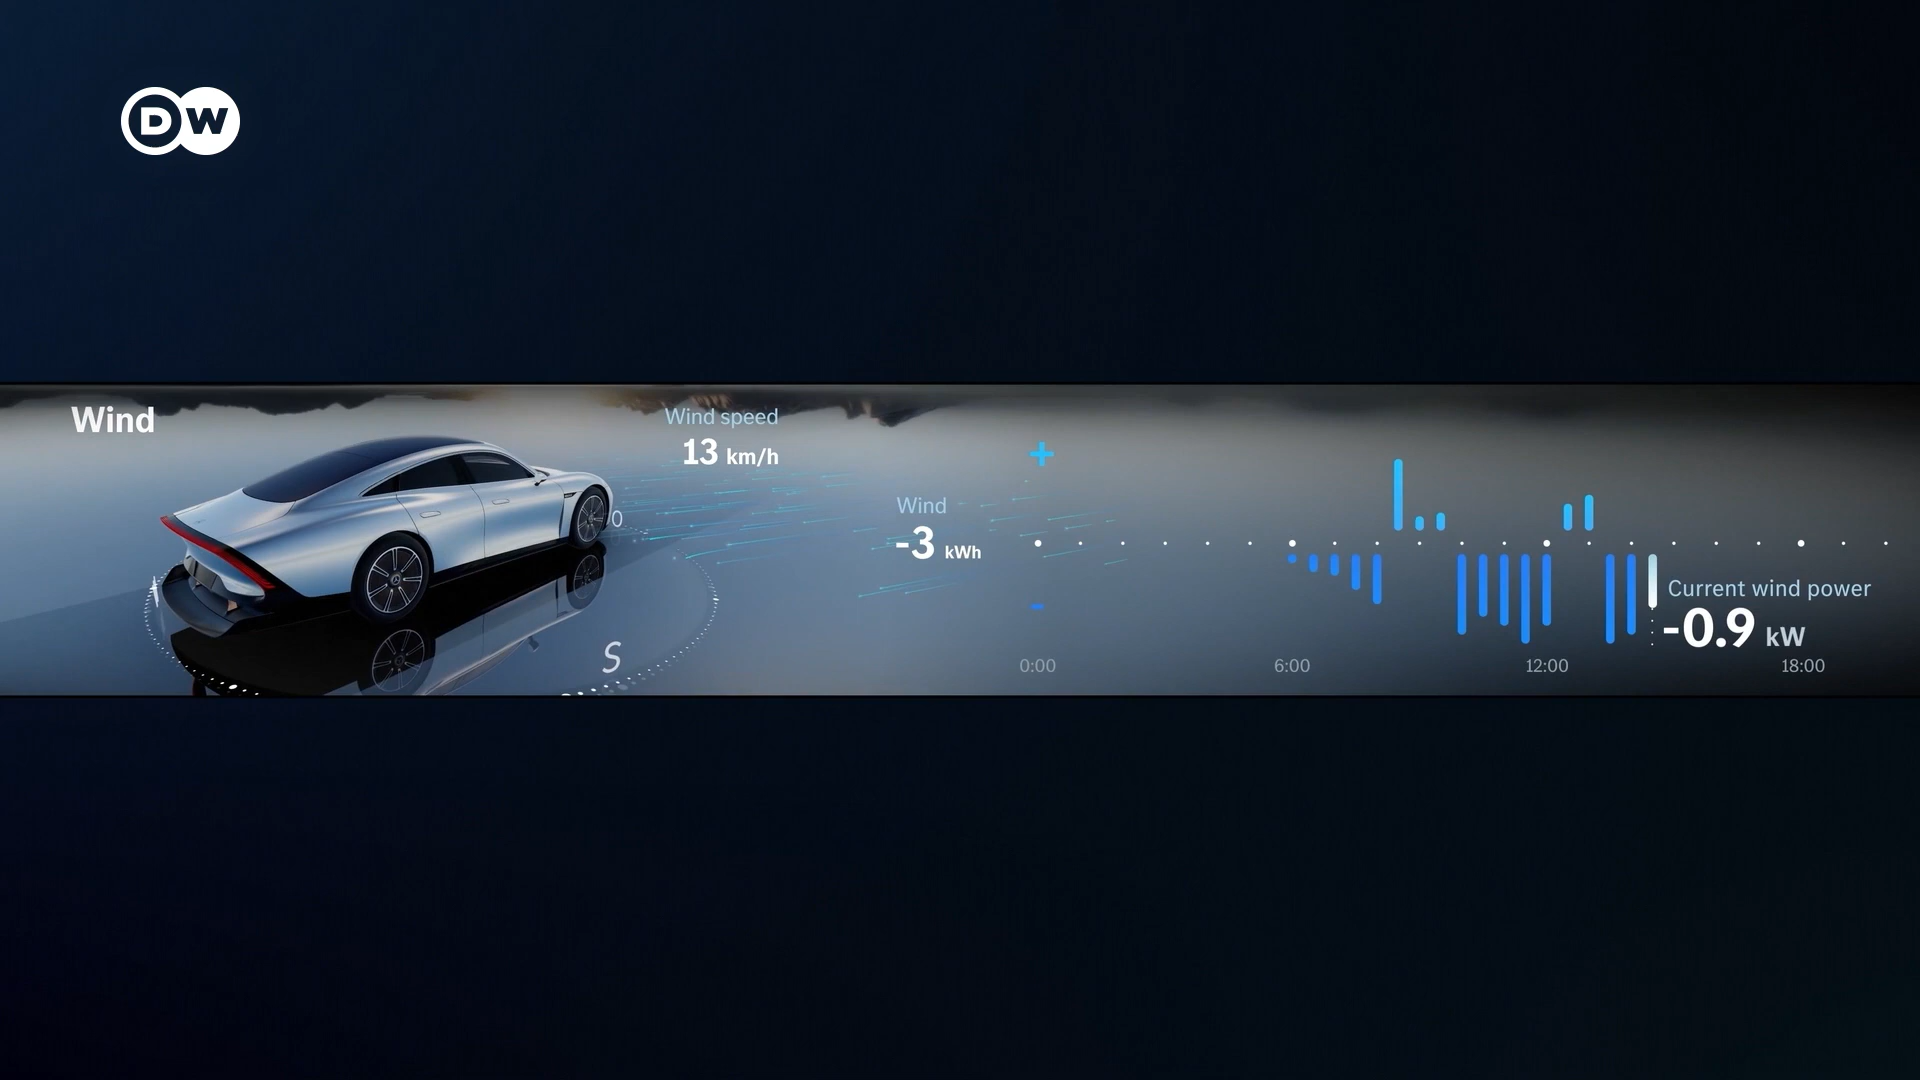 DW
Wind
Wind speed
13 km/h
Wind
-3 kWh
+
-
O
S
Current wind power
-0.9 kW
0:00
6:00
12:00
18:00